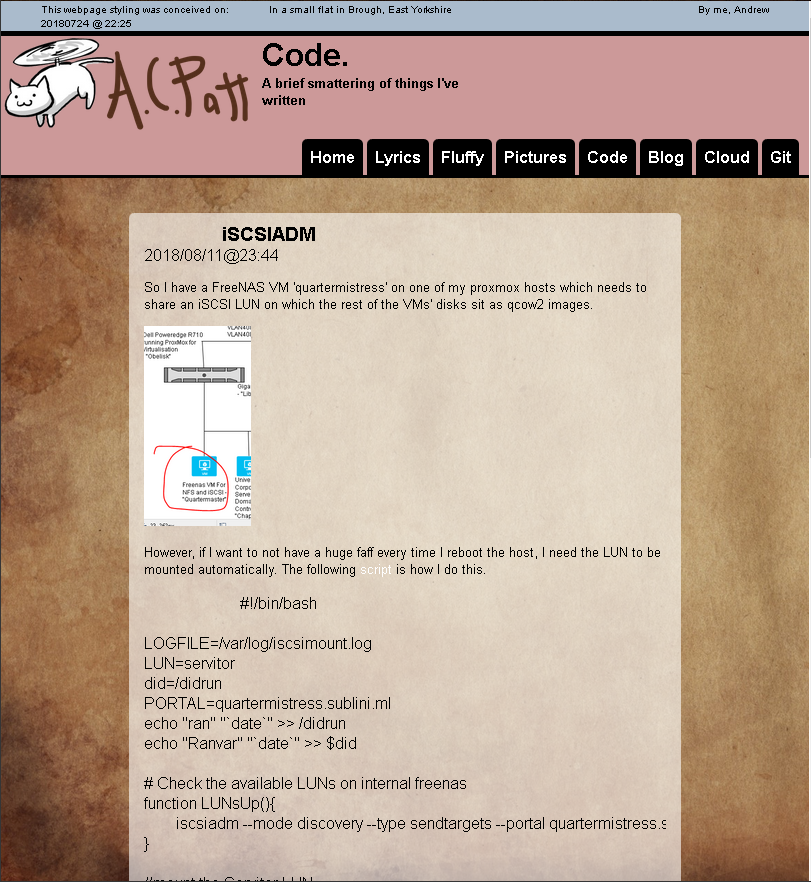 This webpage styling was conceived on:
20180724 @ 22:25
In a small flat in Brough, East Yorkshire
By me, Andrew
A.C.Patt
Code.
A brief smattering of things I've
written
Home Lyrics Fluffy Pictures Code Blog Cloud Git
iSCSIADM
2018/08/11@23:44
So I have a FreeNAS VM 'quartermistress' on one of my proxmox hosts which needs to
share an iSCSI LUN on which the rest of the VMs' disks sit as qcow2 images.
Dell Poweredge R710
running ProxMox for
Virtualisation
- "Obelisk"
VLAN40
VLAN40
Giga
- "Lib
Freenas VM For
NFS and iSCSI -
"Quartermaster"
Unive
Corpo
Serve
Doma
Contr
"Chap
However, if I want to not have a huge faff every time I reboot the host, I need the LUN to be
mounted automatically. The following script is how I do this.
#!/bin/bash
LOGFILE=/var/log/iscsimount.log
LUN=servitor
did=/didrun
PORTAL=quartermistress.sublini.ml
echo "ran" "`date`" >> /didrun
echo "Ranvar" "`date`" >> $did
# Check the available LUNs on internal freenas
function LUNsUp(){
iscsiadm --mode discovery --type sendtargets --portal quartermistress.s
}
//mount the Servitor LUN